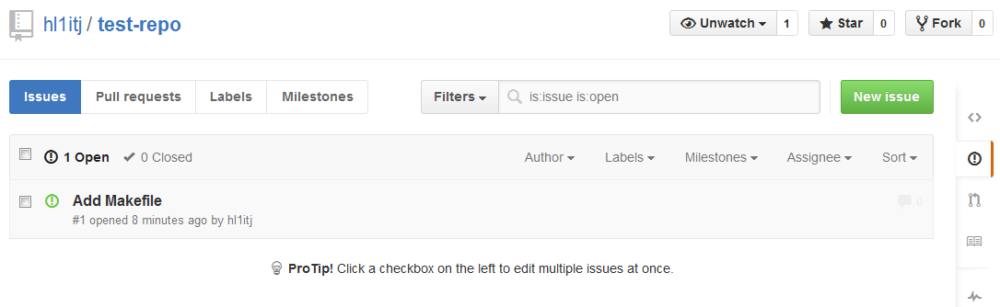 hl1itj / test-repo
Unwatch 1 Star 0 Fork 0
Issues Pull requests Labels Milestones Filters is:issue is:open New issue
1 Open 0 Closed Author Labels Milestones Assignee Sort
Add Makefile 0
#1 opened 8 minutes ago by hl1itj
ProTip! Click a checkbox on the left to edit multiple issues at once.